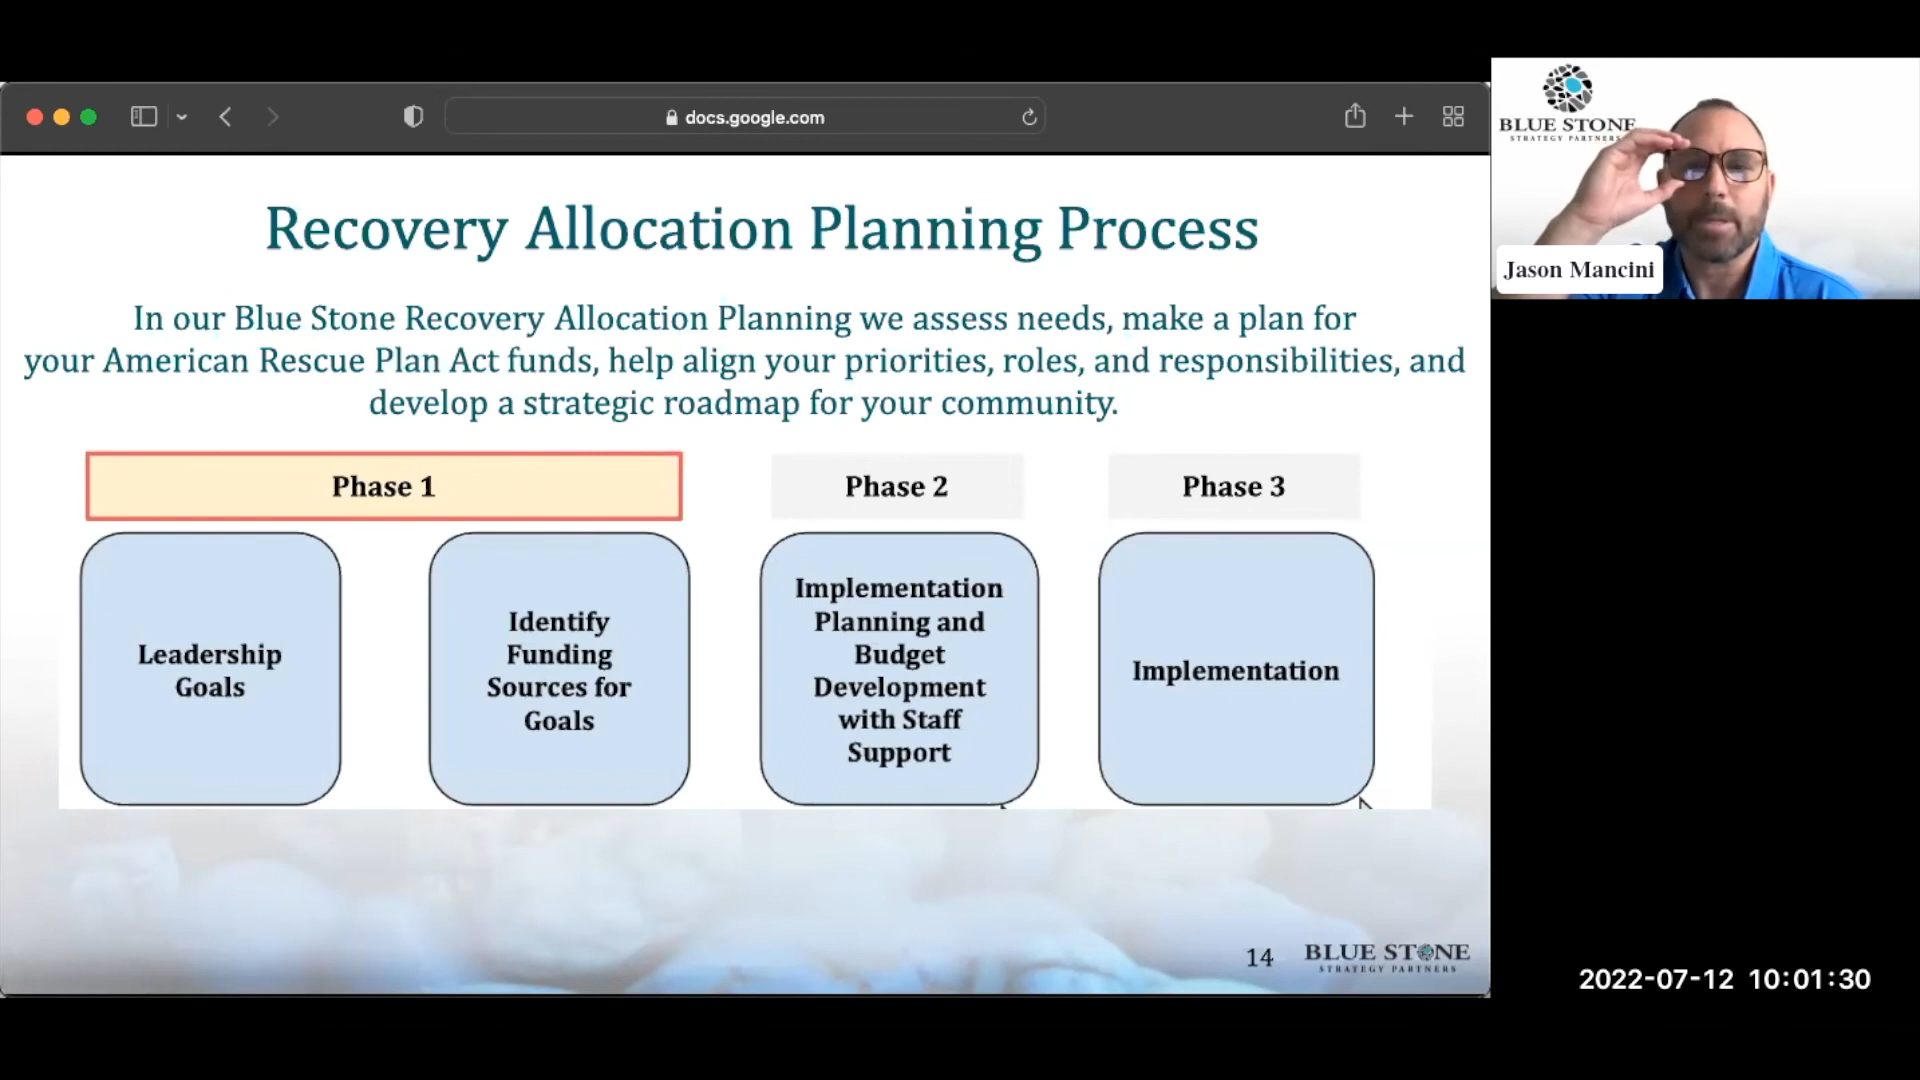 docs.google.com
Recovery Allocation Planning Process
In our Blue Stone Recovery Allocation Planning we assess needs, make a plan for
your American Rescue Plan Act funds, help align your priorities, roles, and responsibilities, and
develop a strategic roadmap for your community.
Phase 1
Phase 2
Phase 3
Leadership
Goals
Identify
Funding
Sources for
Goals
Implementation
Planning and
Budget
Development
with Staff
Support
Implementation
14
BLUE STONE
STRATEGY PARTNERS
BLUE STONE
STRATEGY PARTNERS
Jason Mancini
2022-07-12 10:01:30